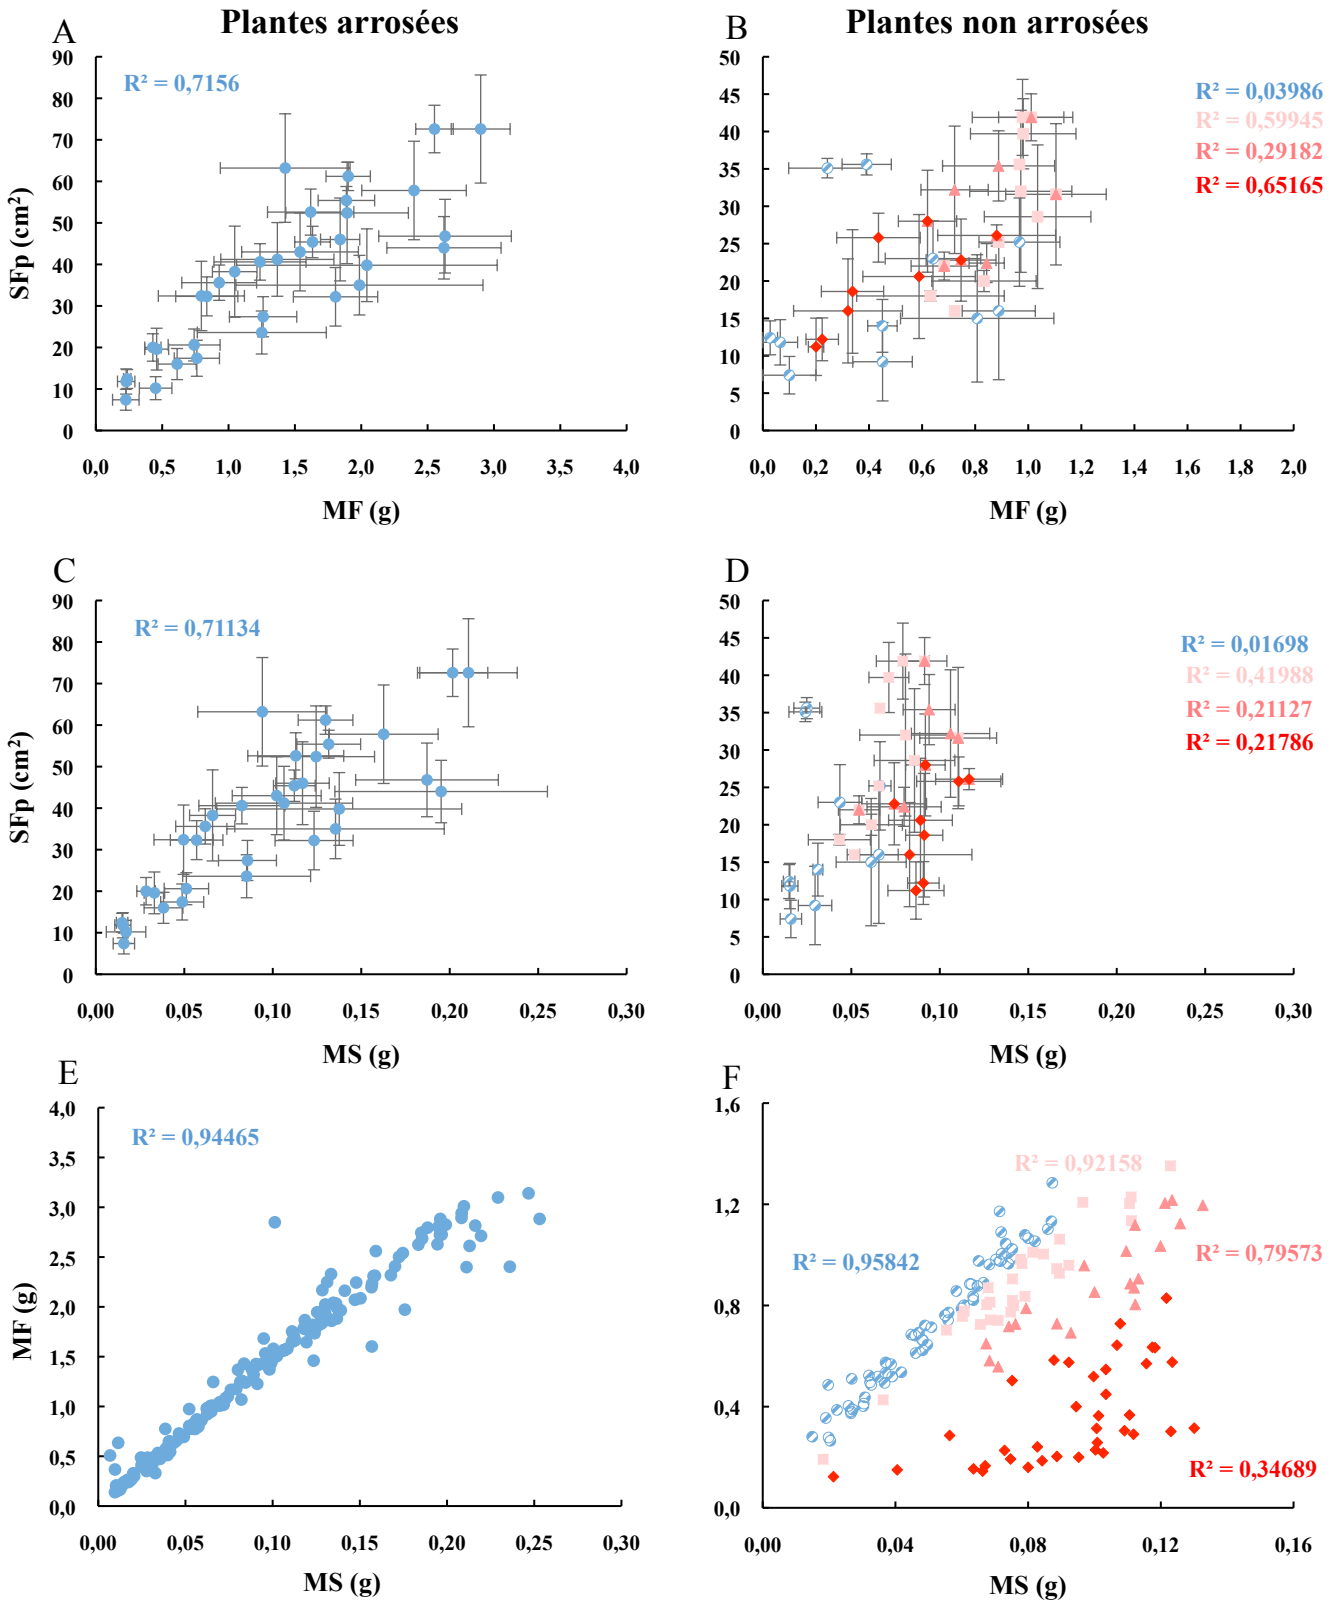 Plantes arrosées
Plantes non arrosées
A
R² = 0,7156
SFp (cm²)
90
80
70
60
50
40
30
20
10
0
0,0 0,5 1,0 1,5 2,0 2,5 3,0 3,5 4,0
MF (g)
B
R² = 0,03986
R² = 0,59945
R² = 0,29182
R² = 0,65165
50
45
40
35
30
25
20
15
10
5
0
0,0 0,2 0,4 0,6 0,8 1,0 1,2 1,4 1,6 1,8 2,0
MF (g)
C
R² = 0,71134
SFp (cm²)
90
80
70
60
50
40
30
20
10
0
0,00 0,05 0,10 0,15 0,20 0,25 0,30
MS (g)
D
R² = 0,01698
R² = 0,41988
R² = 0,21127
R² = 0,21786
50
45
40
35
30
25
20
15
10
5
0
0,00 0,05 0,10 0,15 0,20 0,25 0,30
MS (g)
E
R² = 0,94465
MF (g)
4,0
3,5
3,0
2,5
2,0
1,5
1,0
0,5
0,0
0,00 0,05 0,10 0,15 0,20 0,25 0,30
MS (g)
F
R² = 0,92158
R² = 0,95842
R² = 0,79573
R² = 0,34689
1,6
1,2
0,8
0,4
0,0
0,00 0,04 0,08 0,12 0,16
MS (g)